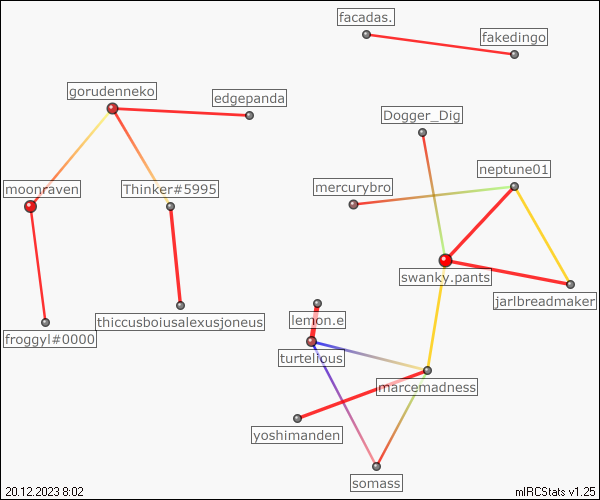 facadas.
fakedingo
gorudenneko
edgepanda
Dogger_Dig
neptune01
moonraven
Thinker#5995
mercurybro
swanky.pants
jarlbreadmaker
thiccusboiusalexusjoneus
lemon.e
froggyl#0000
turtelious
marcemadness
yoshimanden
somass
20.12.2023 8:02
mIRCStats v1.25